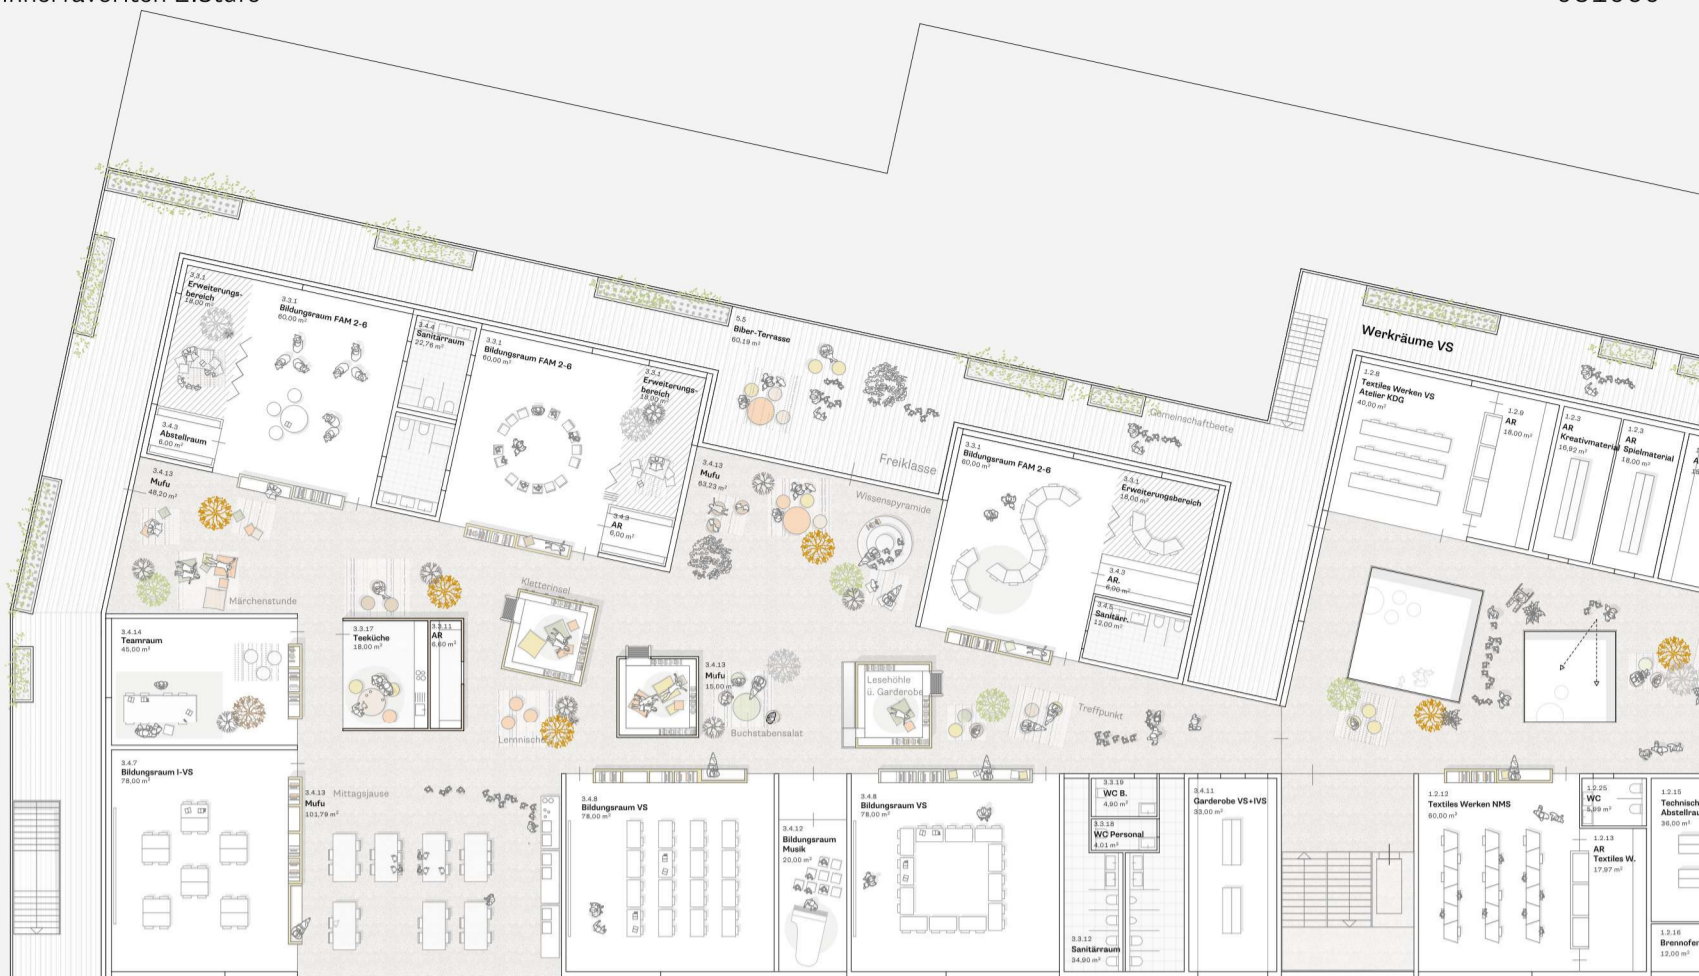 3.3.1
Erweiterungs-
bereich
18,00 m²
3.3.1
Bildungsraum FAM 2-6
60,00 m²
3.4.4
Sanitärraum
22,76 m²
3.3.1
Bildungsraum FAM 2-6
60,00 m²
3.3.1
Erweiterungs-
bereich
18,00 m²
5.5
Biber-Terrasse
60,19 m²
Gemeinschaftbeete
Freiklasse
3.4.3
Abstellraum
6,00 m²
3.4.13
Mufu
48,20 m²
3.4.3
AR
6,00 m²
3.4.13
Mufu
63,23 m²
Wissenspyramide
3.3.1
Bildungsraum FAM 2-6
60,00 m²
3.3.1
Erweiterungsbereich
18,00 m²
3.4.3
AR.
6,00 m²
3.4.5
Sanitärr.
12,00 m²
Werkräume VS
1.2.8
Textiles Werken VS
Atelier KDG
40,00 m²
1.2.9
AR
18,00 m²
1.2.3
AR
Kreativmaterial
16,92 m²
1.2.3
AR
Spielmaterial
18,00 m²
Märchenstunde
Kletterinsel
3.4.14
Teamraum
45,00 m²
3.3.17
Teeküche
18,00 m²
3.3.11
AR
6,60 m²
3.4.13
Mufu
15,00 m²
Lernnische
Buchstabensalat
Lesehöhle
ü. Garderobe
Treffpunkt
3.4.7
Bildungsraum I-VS
78,00 m²
3.4.13
Mufu
101,79 m²
Mittagsjause
3.4.8
Bildungsraum VS
78,00 m²
3.4.12
Bildungsraum
Musik
20,00 m²
3.4.8
Bildungsraum VS
78,00 m²
3.3.19
WC B.
4,90 m²
3.3.18
WC Personal
4,01 m²
3.3.12
Sanitärraum
34,90 m²
3.4.11
Garderobe VS+IVS
33,00 m²
1.2.12
Textiles Werken NMS
60,00 m²
1.2.25
WC
1.2.13
AR
Textiles W.
17,97 m²
1.2.15
Technisch
Abstellrau
36,00 m²
1.2.16
Brennofen
12,00 m²